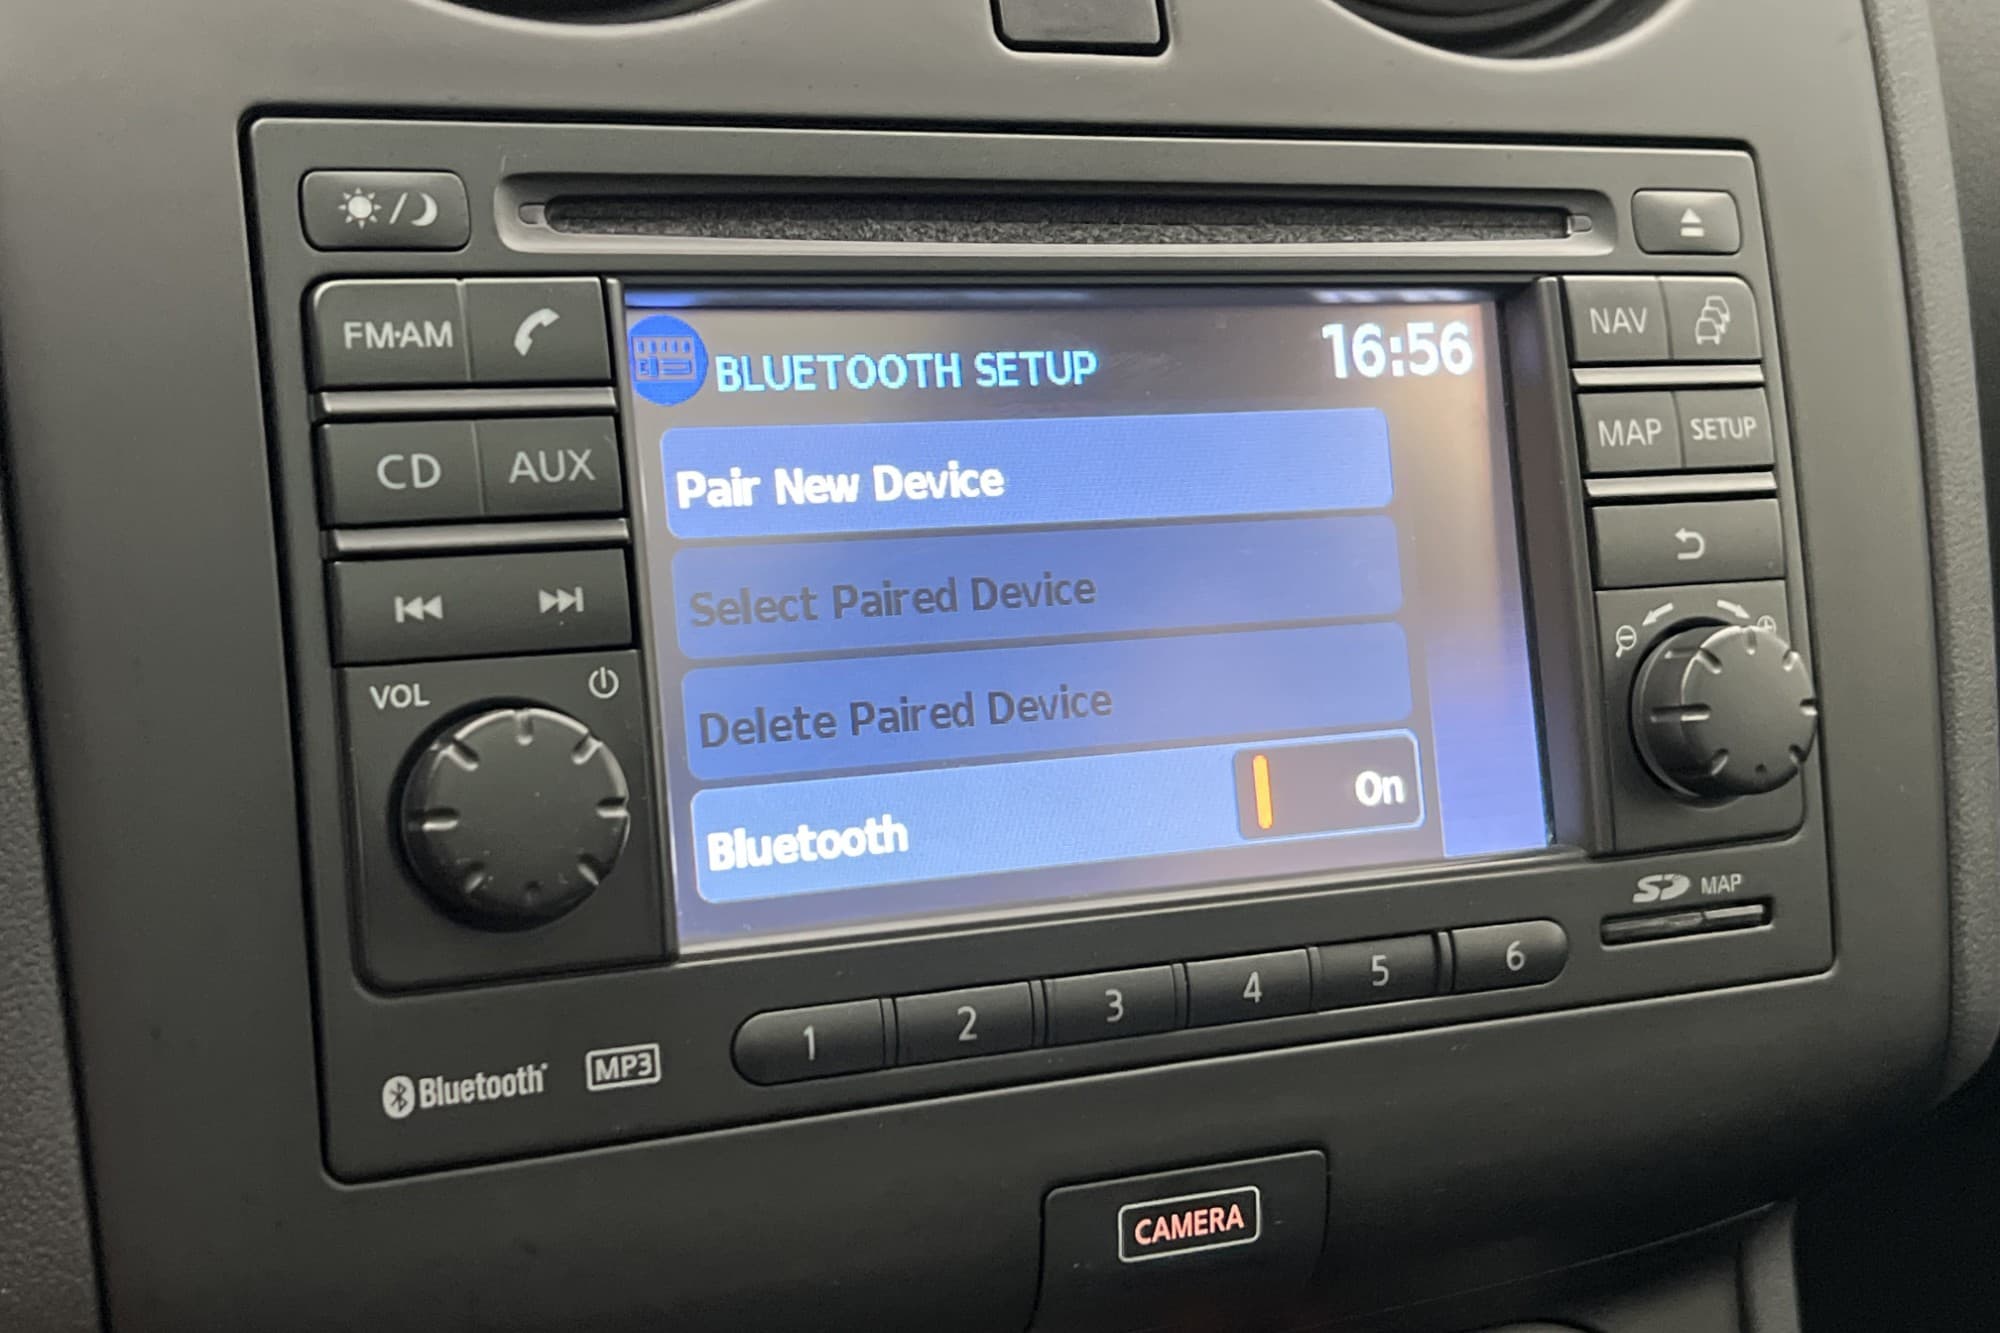 FM·AM
CD AUX
VOL
BLUETOOTH SETUP 16:56
Pair New Device
Select Paired Device
Delete Paired Device
Bluetooth On
NAV
MAP SETUP
SD MAP
1 2 3 4 5 6
Bluetooth MP3
CAMERA